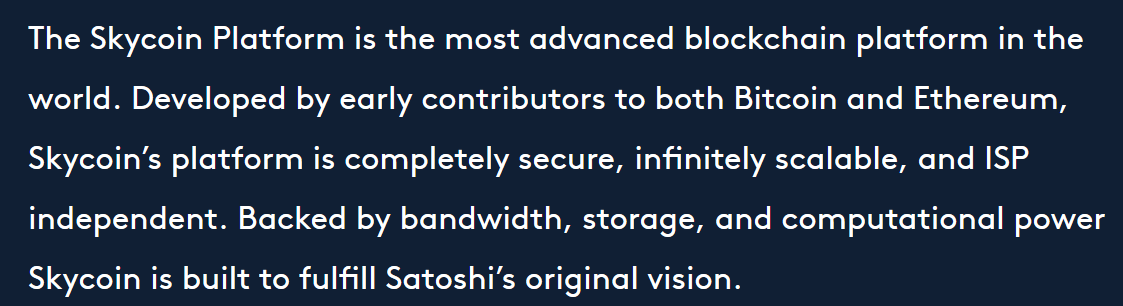 The Skycoin Platform is the most advanced blockchain platform in the
world. Developed by early contributors to both Bitcoin and Ethereum,
Skycoin’s platform is completely secure, infinitely scalable, and ISP
independent. Backed by bandwidth, storage, and computational power
Skycoin is built to fulfill Satoshi’s original vision.